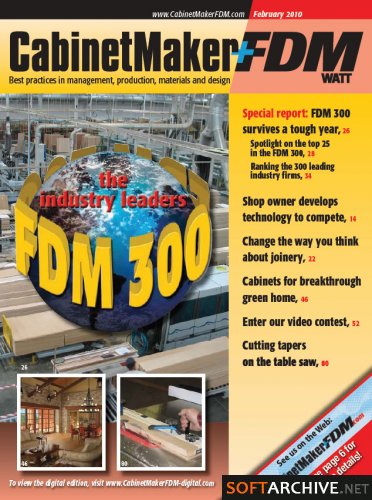 www.CabinetMakerFDM.com | February 2010
CabinetMaker+FDM
WATT
Best practices in management, production, materials and design
the
industry leaders
FDM 300
Special report: FDM 300
survives a tough year, 26
Spotlight on the top 25
in the FDM 300, 28
Ranking the 300 leading
industry firms, 34
Shop owner develops
technology to compete, 14
Change the way you think
about joinery, 22
Cabinets for breakthrough
green home, 46
Enter our video contest, 52
Cutting tapers
on the table saw, 80
26
46
80
See us on the Web:
CabinetMakerFDM.com
page 6 for
details!
To view the digital edition, visit www.CabinetMakerFDM-digital.com
SOFTARCHIVE.NET